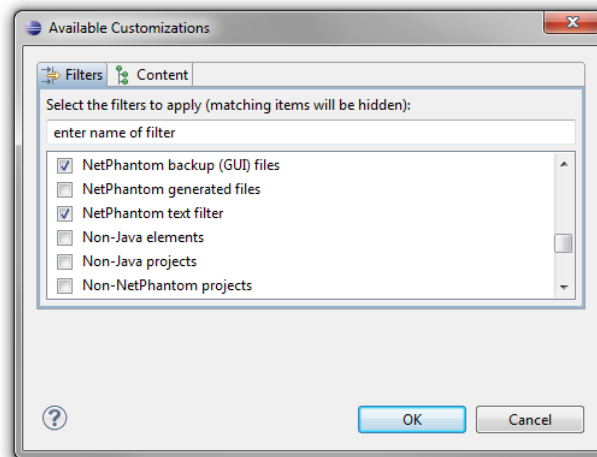 Available Customizations
Filters Content
Select the filters to apply (matching items will be hidden):
enter name of filter
NetPhantom backup (GUI) files
NetPhantom generated files
NetPhantom text filter
Non-Java elements
Non-Java projects
Non-NetPhantom projects
OK Cancel